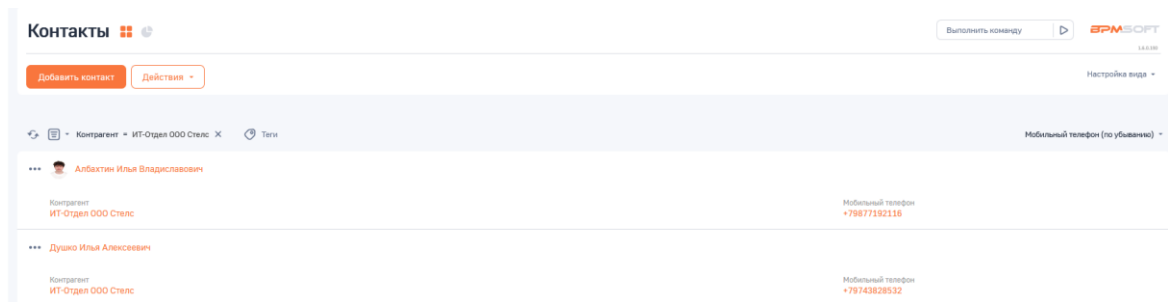 Контакты
Выполнить команду
BPMSOFT
Добавить контакт
Действия
Настройка вида
Контрагент = ИТ-Отдел ООО Стелс
Теги
Мобильный телефон (по убыванию)
Албахтин Илья Владиславович
Контрагент
Мобильный телефон
ИТ-Отдел ООО Стелс
+79877192116
Душко Илья Алексеевич
Контрагент
Мобильный телефон
ИТ-Отдел ООО Стелс
+79743828532